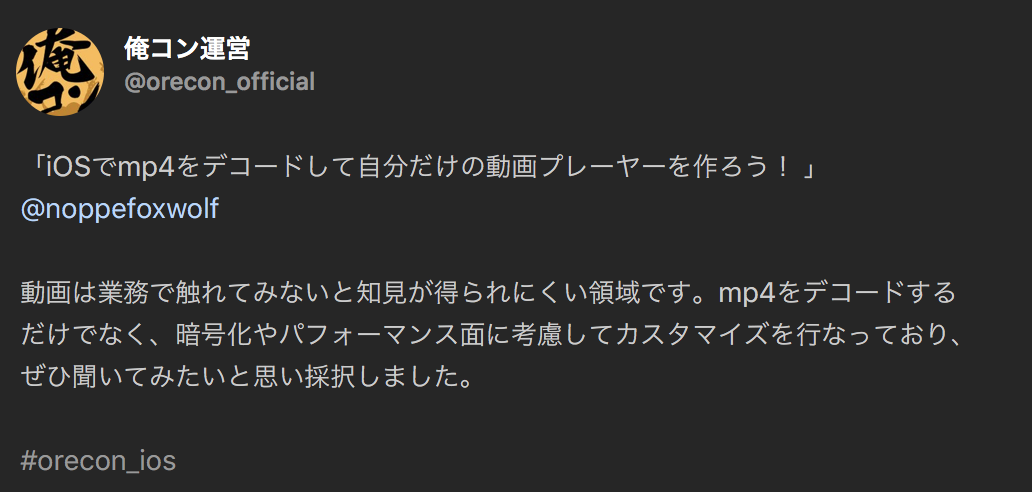 俺コン
俺コン運営
@orecon_official
「iOSでmp4をデコードして自分だけの動画プレーヤーを作ろう！ 」
@noppefoxwolf
動画は業務で触れてみないと知見が得られにくい領域です。mp4をデコードする
だけでなく、暗号化やパフォーマンス面に考慮してカスタマイズを行なっており、
ぜひ聞いてみたいと思い採択しました。
#orecon_ios